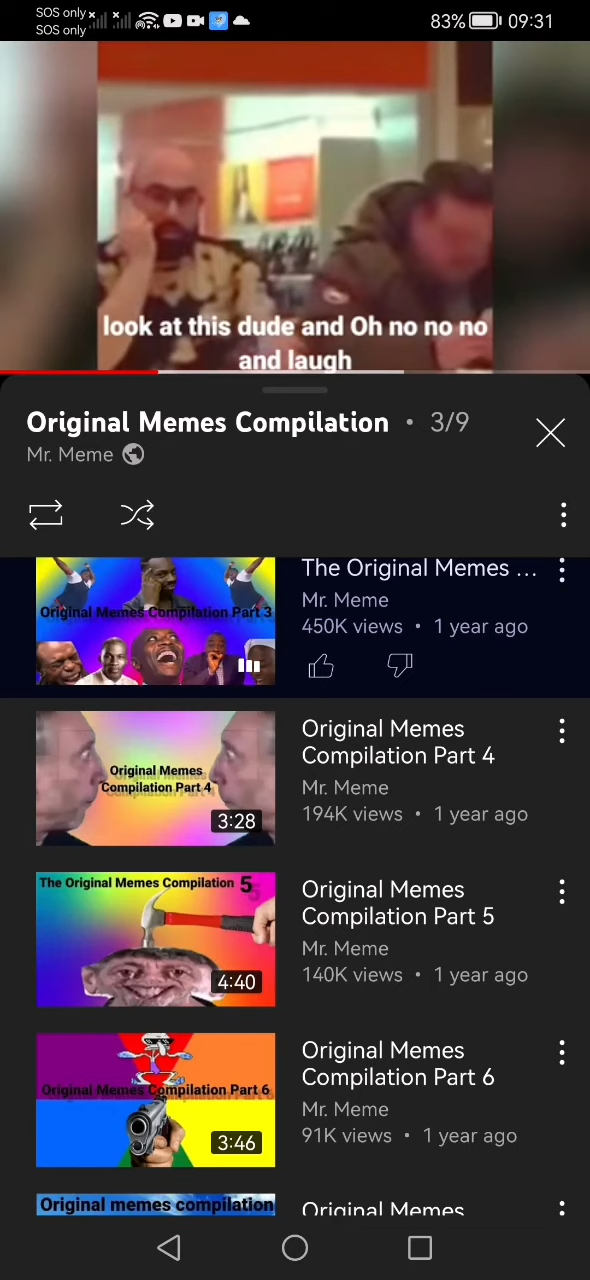 SOS only
SOS only
83%
09:31
look at this dude and Oh no no no
and laugh
Original Memes Compilation • 3/9
Mr. Meme
Original Memes Compilation Part 3
The Original Memes ...
Mr. Meme
450K views • 1 year ago
Original Memes
Compilation Part 4
3:28
Original Memes
Compilation Part 4
Mr. Meme
194K views • 1 year ago
The Original Memes Compilation 5
4:40
Original Memes
Compilation Part 5
Mr. Meme
140K views • 1 year ago
Original Memes Compilation Part 6
3:46
Original Memes
Compilation Part 6
Mr. Meme
91K views • 1 year ago
Original memes compilation
Original Memes